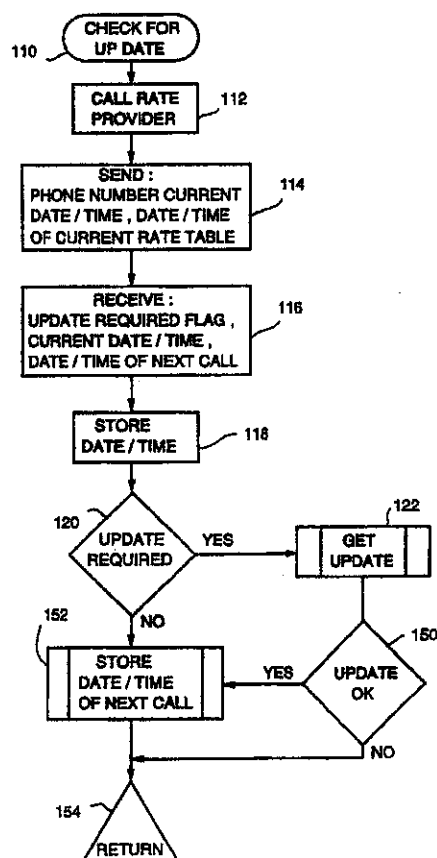 CHECK FOR
UP DATE
110
CALL RATE
PROVIDER
112
SEND :
PHONE NUMBER CURRENT
DATE / TIME , DATE / TIME
OF CURRENT RATE TABLE
114
RECEIVE :
UPDATE REQUIRED FLAG ,
CURRENT DATE / TIME ,
DATE / TIME OF NEXT CALL
116
STORE
DATE / TIME
118
120
UPDATE
REQUIRED
YES
122
GET
UPDATE
NO
152
STORE
DATE / TIME
OF NEXT CALL
YES
150
UPDATE
OK
NO
154
RETURN